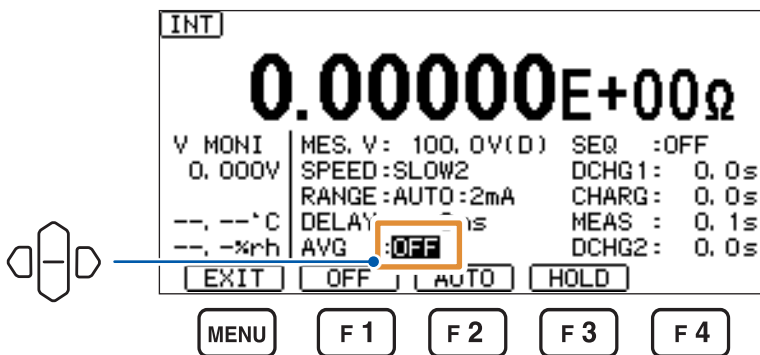 INT
0.00000E+00Ω
V MONI
0.000V
--.--°C
--.-%rh
MES.V: 100.0V(D)
SPEED:SLOW2
RANGE:AUTO:2mA
DELAY
AVG :OFF
SEQ :OFF
DCHG1: 0.0s
CHARG: 0.0s
MEAS : 0.1s
DCHG2: 0.0s
EXIT OFF AUTO HOLD
MENU F1 F2 F3 F4